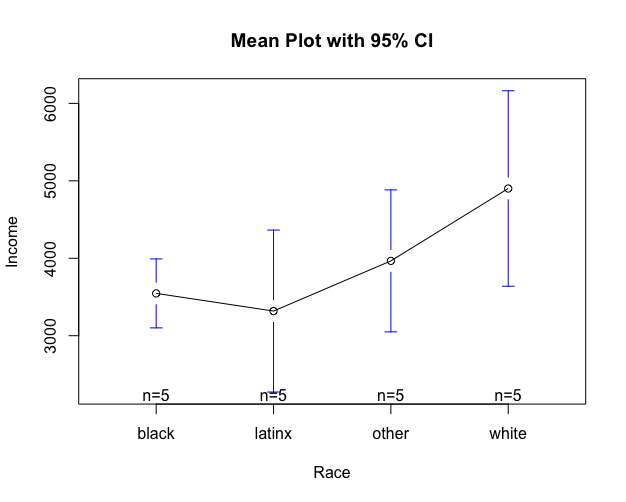 Mean Plot with 95% CI
6000
5000
4000
3000
Income
n=5 n=5 n=5 n=5
black latinx other white
Race